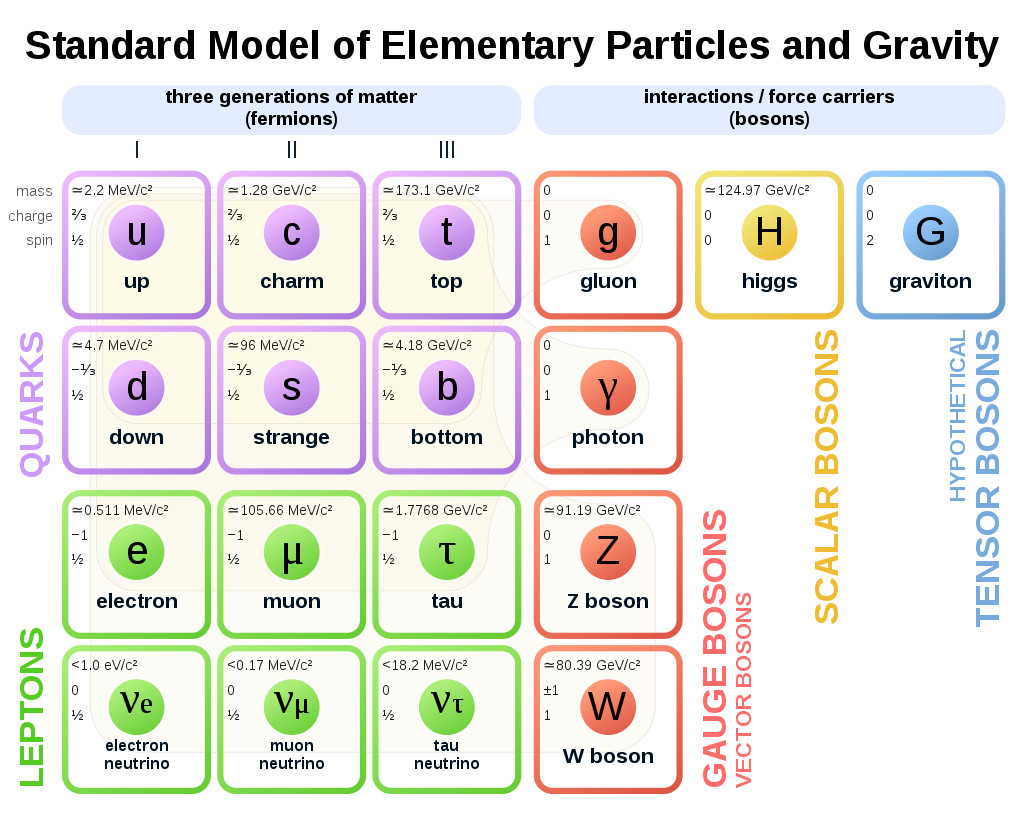 Standard Model of Elementary Particles and Gravity
three generations of matter
(fermions)
interactions / force carriers
(bosons)
I
II
III
mass
charge
spin
≃2.2 MeV/c²
⅔
½
u
up
≃1.28 GeV/c²
⅔
½
c
charm
≃173.1 GeV/c²
⅔
½
t
top
0
0
1
g
gluon
≃124.97 GeV/c²
0
0
H
higgs
0
0
2
G
graviton
QUARKS
≃4.7 MeV/c²
−⅓
½
d
down
≃96 MeV/c²
−⅓
½
s
strange
≃4.18 GeV/c²
−⅓
½
b
bottom
0
0
1
γ
photon
≃0.511 MeV/c²
−1
½
e
electron
≃105.66 MeV/c²
−1
½
μ
muon
≃1.7768 GeV/c²
−1
½
τ
tau
≃91.19 GeV/c²
0
1
Z
Z boson
LEPTONS
<1.0 eV/c²
0
½
νe
electron
neutrino
<0.17 MeV/c²
0
½
νμ
muon
neutrino
<18.2 MeV/c²
0
½
ντ
tau
neutrino
≃80.39 GeV/c²
±1
1
W
W boson
GAUGE BOSONS
VECTOR BOSONS
SCALAR BOSONS
HYPOTHETICAL
TENSOR BOSONS